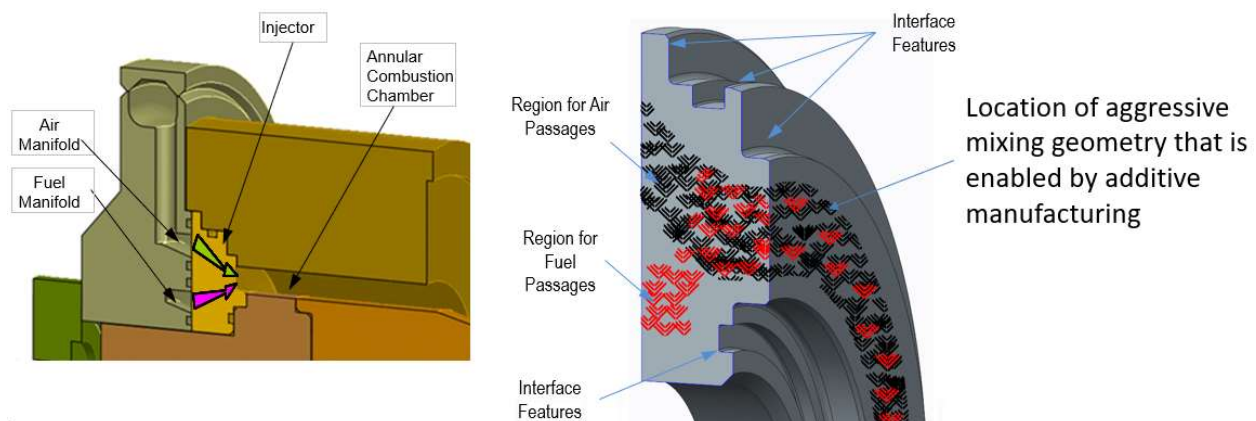 Injector
Annular
Combustion
Chamber
Air
Manifold
Fuel
Manifold
Interface
Features
Region for Air
Passages
Region for
Fuel
Passages
Interface
Features
Location of aggressive
mixing geometry that is
enabled by additive
manufacturing